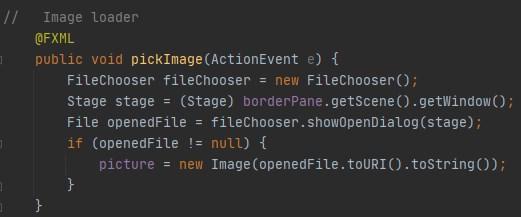 //   Image loader
    @FXML
    public void pickImage(ActionEvent e) {
        FileChooser fileChooser = new FileChooser();
        Stage stage = (Stage) borderPane.getScene().getWindow();
        File openedFile = fileChooser.showOpenDialog(stage);
        if (openedFile != null) {
            picture = new Image(openedFile.toURI().toString());
        }
    }